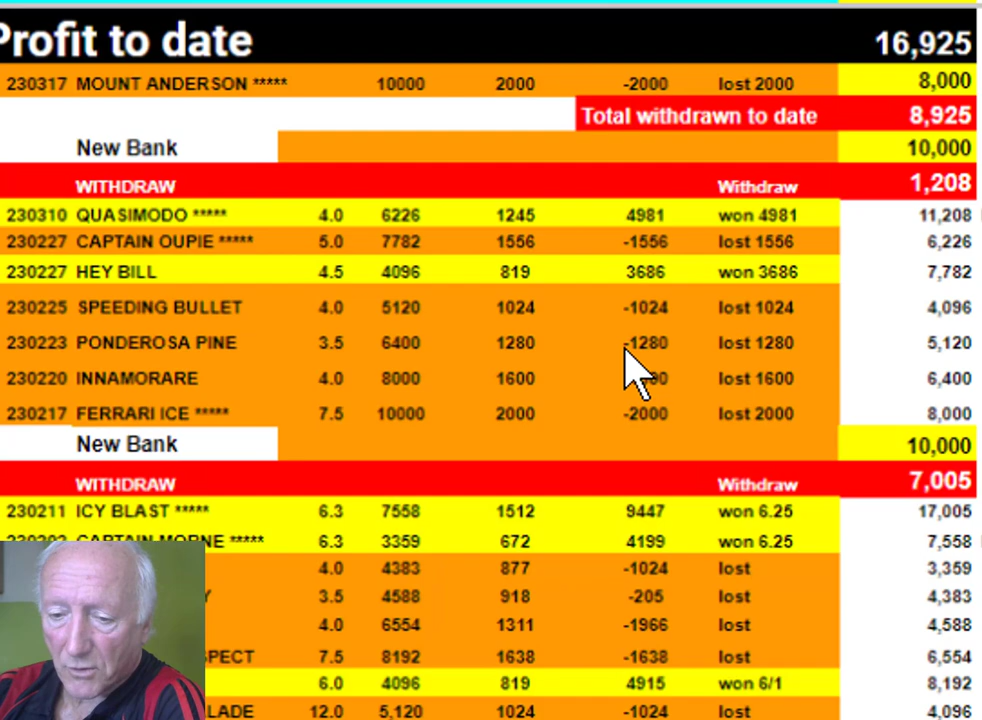 Profit to date 16,925
230317 MOUNT ANDERSON ***** 10000 2000 -2000 lost 2000 8,000
Total withdrawn to date 8,925
New Bank 10,000
WITHDRAW Withdraw 1,208
230310 QUASIMODO ***** 4.0 6226 1245 4981 won 4981 11,208
230227 CAPTAIN OUPIE ***** 5.0 7782 1556 -1556 lost 1556 6,226
230227 HEY BILL 4.5 4096 819 3686 won 3686 7,782
230225 SPEEDING BULLET 4.0 5120 1024 -1024 lost 1024 4,096
230223 PONDEROSA PINE 3.5 6400 1280 -1280 lost 1280 5,120
230220 INNAMORARE 4.0 8000 1600 lost 1600 6,400
230217 FERRARI ICE ***** 7.5 10000 2000 -2000 lost 2000 8,000
New Bank 10,000
WITHDRAW Withdraw 7,005
230211 ICY BLAST ***** 6.3 7558 1512 9447 won 6.25 17,005
CAPTAIN MORNE ***** 6.3 3359 672 4199 won 6.25 7,558
4.0 4383 877 -1024 lost 3,359
Y 3.5 4588 918 -205 lost 4,383
4.0 6554 1311 -1966 lost 4,588
SPECT 7.5 8192 1638 -1638 lost 6,554
6.0 4096 819 4915 won 6/1 8,192
LADE 12.0 5,120 1024 -1024 lost 4,096